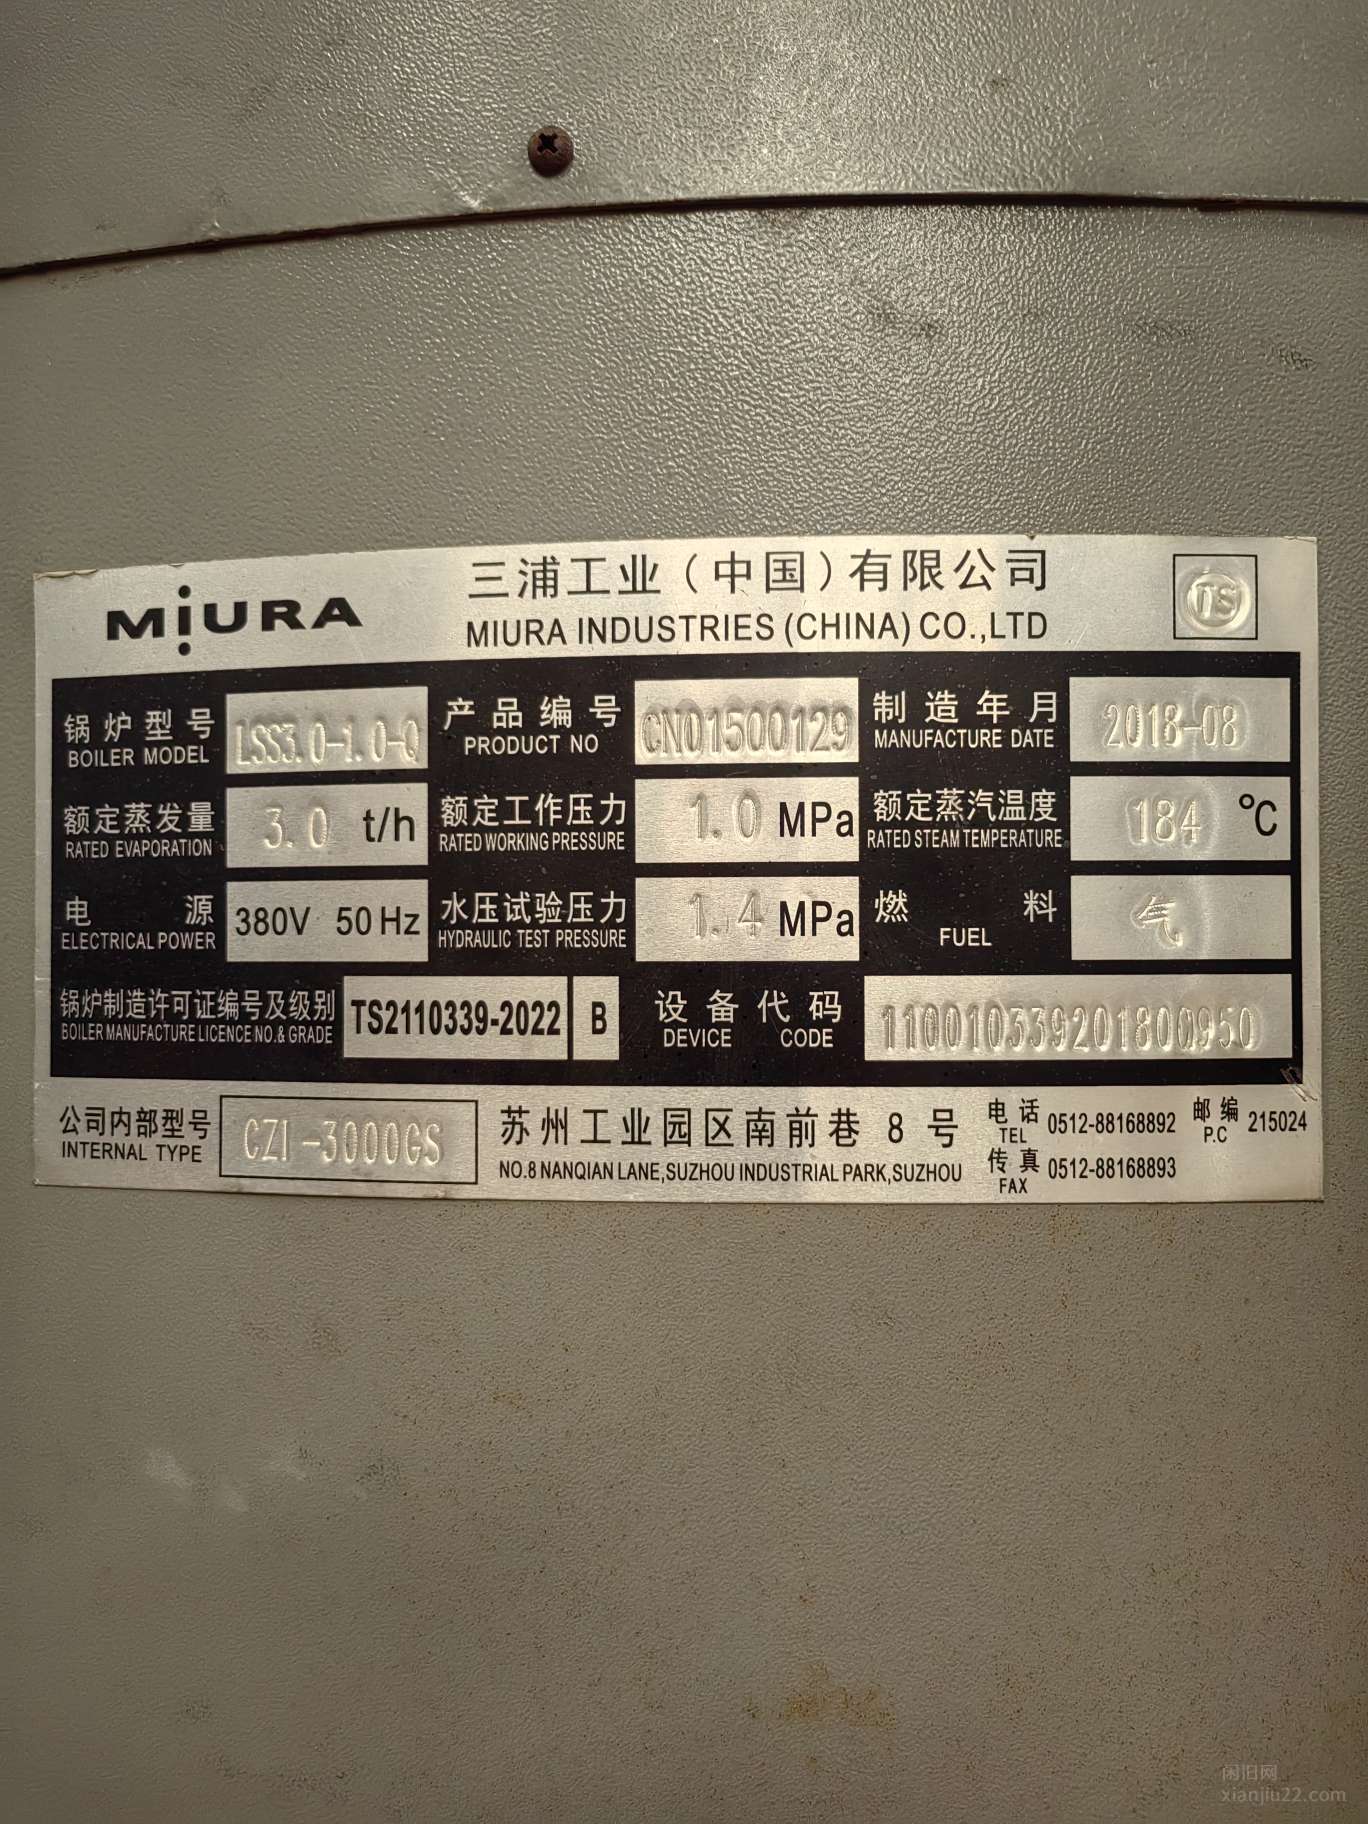 MIURA
三浦工业（中国）有限公司
MIURA INDUSTRIES (CHINA) CO.,LTD
TS
锅炉型号 LSS3.0-1.0-Q 产品编号 CN01500129 制造年月 2018-08
BOILER MODEL PRODUCT NO MANUFACTURE DATE
额定蒸发量 3.0 t/h 额定工作压力 1.0 MPa 额定蒸汽温度 184 ℃
RATED EVAPORATION RATED WORKING PRESSURE RATED STEAM TEMPERATURE
电源 380V 50Hz 水压试验压力 1.4 MPa 燃料 气
ELECTRICAL POWER HYDRAULIC TEST PRESSURE FUEL
锅炉制造许可证编号及级别 TS2110339-2022 B 设备代码 110010339201800950
BOILER MANUFACTURE LICENCE NO.& GRADE DEVICE CODE
公司内部型号 CZI-3000GS 苏州工业园区南前巷 8 号 电话 0512-88168892 邮编 215024
INTERNAL TYPE NO.8 NANQIAN LANE,SUZHOU INDUSTRIAL PARK,SUZHOU TEL P.C
传真 0512-88168893
FAX
闲旧网
xianjiu22.com